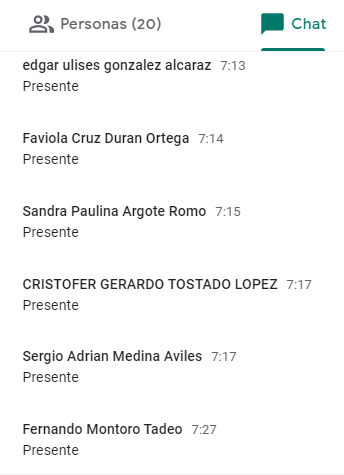 Personas (20) Chat
edgar ulises gonzalez alcaraz 7:13
Presente
Faviola Cruz Duran Ortega 7:14
Presente
Sandra Paulina Argote Romo 7:15
Presente
CRISTOFER GERARDO TOSTADO LOPEZ 7:17
Presente
Sergio Adrian Medina Aviles 7:17
Presente
Fernando Montoro Tadeo 7:27
Presente